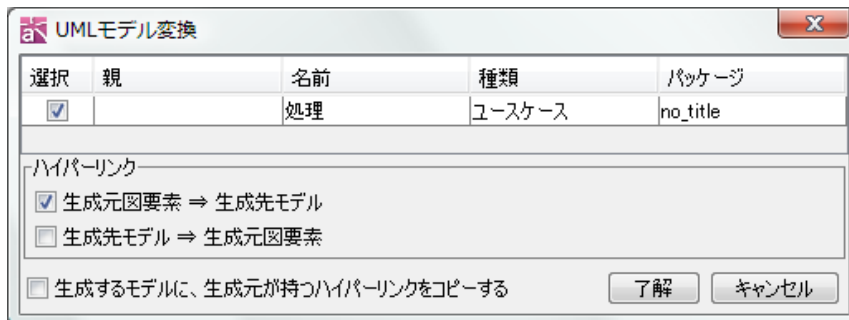 UMLモデル変換
選択 親 名前 種類 パッケージ
処理 ユースケース no_title
ハイパーリンク
生成元図要素 ⇒ 生成先モデル
生成先モデル ⇒ 生成元図要素
生成するモデルに、生成元が持つハイパーリンクをコピーする 了解 キャンセル